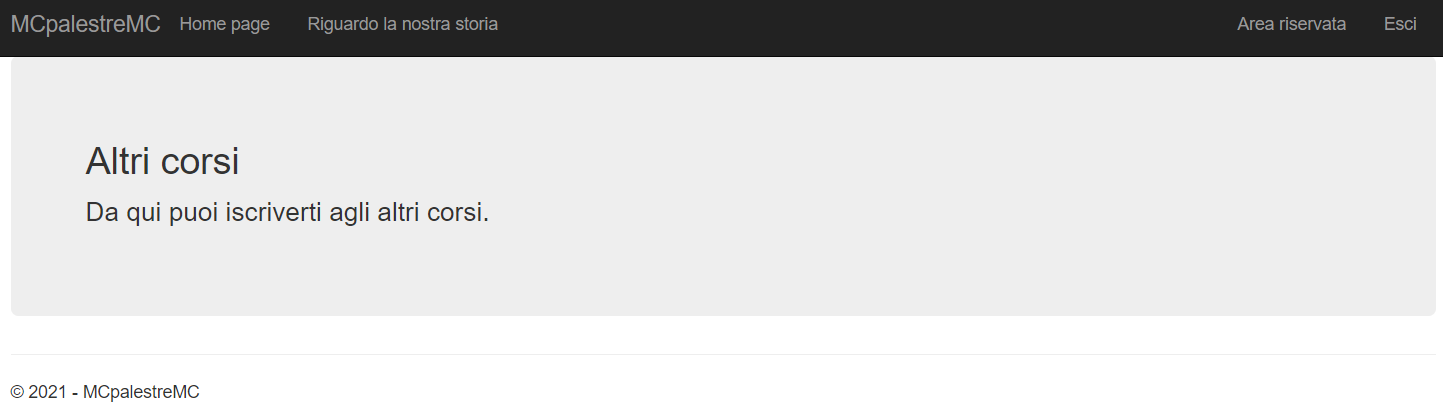 MCpalestreMC Home page Riguardo la nostra storia Area riservata Esci
Altri corsi
Da qui puoi iscriverti agli altri corsi.
© 2021 - MCpalestreMC